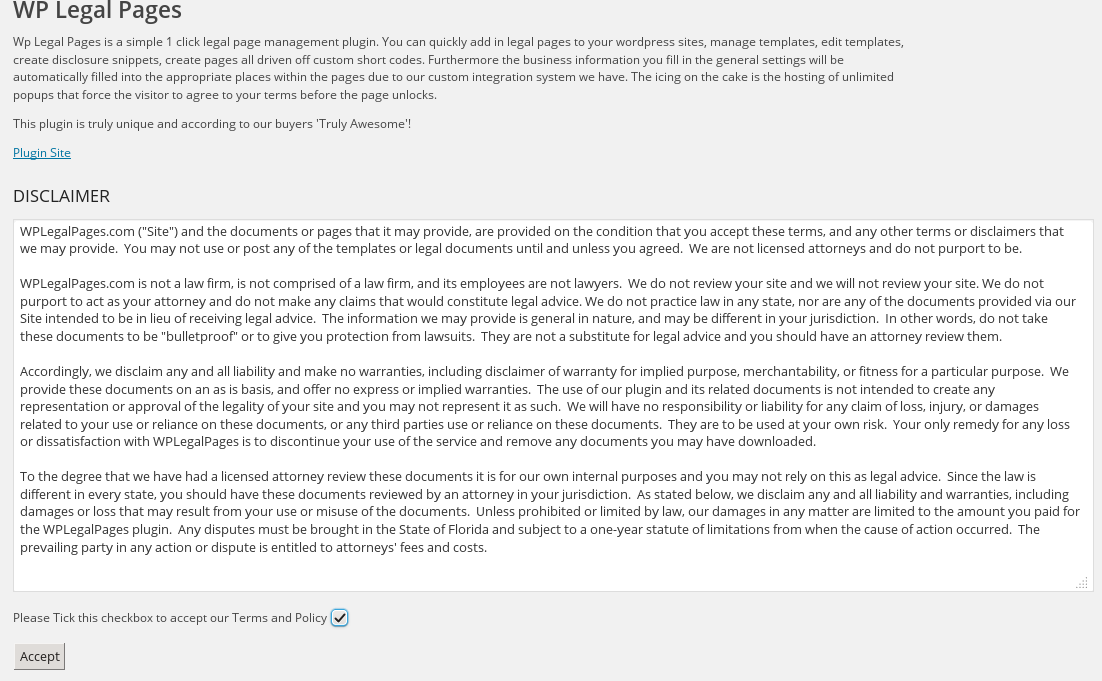 WP Legal Pages
Wp Legal Pages is a simple 1 click legal page management plugin. You can quickly add in legal pages to your wordpress sites, manage templates, edit templates,
create disclosure snippets, create pages all driven off custom short codes. Furthermore the business information you fill in the general settings will be
automatically filled into the appropriate places within the pages due to our custom integration system we have. The icing on the cake is the hosting of unlimited
popups that force the visitor to agree to your terms before the page unlocks.
This plugin is truly unique and according to our buyers 'Truly Awesome'!
Plugin Site
DISCLAIMER
WPLegalPages.com ("Site") and the documents or pages that it may provide, are provided on the condition that you accept these terms, and any other terms or disclaimers that
we may provide.  You may not use or post any of the templates or legal documents until and unless you agreed.  We are not licensed attorneys and do not purport to be.
WPLegalPages.com is not a law firm, is not comprised of a law firm, and its employees are not lawyers.  We do not review your site and we will not review your site. We do not
purport to act as your attorney and do not make any claims that would constitute legal advice. We do not practice law in any state, nor are any of the documents provided via our
Site intended to be in lieu of receiving legal advice.  The information we may provide is general in nature, and may be different in your jurisdiction.  In other words, do not take
these documents to be "bulletproof" or to give you protection from lawsuits.  They are not a substitute for legal advice and you should have an attorney review them.
Accordingly, we disclaim any and all liability and make no warranties, including disclaimer of warranty for implied purpose, merchantability, or fitness for a particular purpose.  We
provide these documents on an as is basis, and offer no express or implied warranties.  The use of our plugin and its related documents is not intended to create any
representation or approval of the legality of your site and you may not represent it as such.  We will have no responsibility or liability for any claim of loss, injury, or damages
related to your use or reliance on these documents, or any third parties use or reliance on these documents.  They are to be used at your own risk.  Your only remedy for any loss
or dissatisfaction with WPLegalPages is to discontinue your use of the service and remove any documents you may have downloaded.
To the degree that we have had a licensed attorney review these documents it is for our own internal purposes and you may not rely on this as legal advice.  Since the law is
different in every state, you should have these documents reviewed by an attorney in your jurisdiction.  As stated below, we disclaim any and all liability and warranties, including
damages or loss that may result from your use or misuse of the documents.  Unless prohibited or limited by law, our damages in any matter are limited to the amount you paid for
the WPLegalPages plugin.  Any disputes must be brought in the State of Florida and subject to a one-year statute of limitations from when the cause of action occurred.  The
prevailing party in any action or dispute is entitled to attorneys' fees and costs.
Please Tick this checkbox to accept our Terms and Policy
Accept